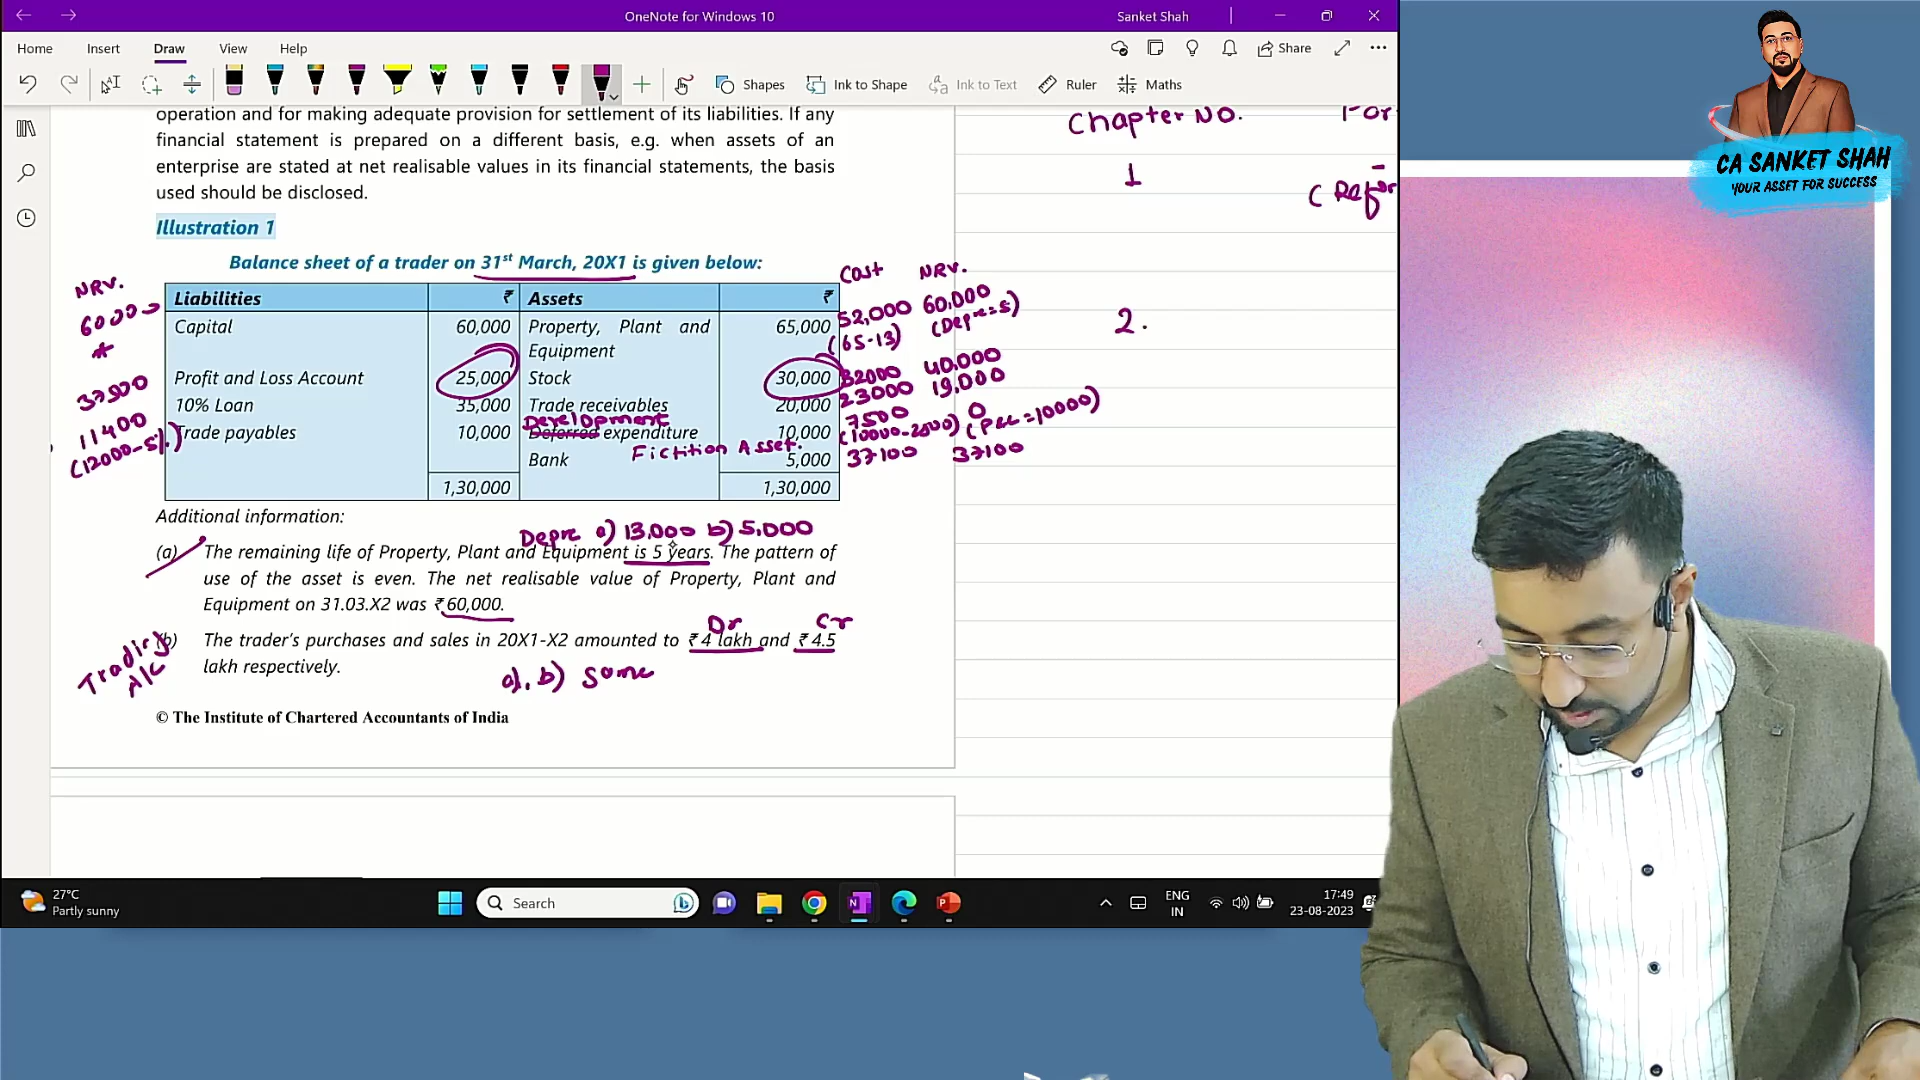 OneNote for Windows 10
Sanket Shah
Home Insert Draw View Help
Share
Shapes Ink to Shape Ink to Text Ruler Maths
CA SANKET SHAH
YOUR ASSET FOR SUCCESS
operation and for making adequate provision for settlement of its liabilities. If any
financial statement is prepared on a different basis, e.g. when assets of an
enterprise are stated at net realisable values in its financial statements, the basis
used should be disclosed.
Chapter No.
For
1
( Ref
2.
Illustration 1
Balance sheet of a trader on 31st March, 20X1 is given below:
NRV. Cost NRV.
Liabilities ₹ Assets ₹
60000 Capital 60,000 Property, Plant and 65,000 52,000 60,000
* Equipment (65-13) (Depre=5)
37500 Profit and Loss Account 25,000 Stock 30,000 32000 40.000
11400 10% Loan 35,000 Trade receivables 20,000 23000 19,000
(12000-5%) Trade payables 10,000 Deferred expenditure 10,000 7500 0
Development
(10000-2500) (P&L=10000)
Fiction Asset.
Bank 5,000 37100 37100
1,30,000 1,30,000
Additional information:
Depre a) 13.000 b) 5.000
(a) The remaining life of Property, Plant and Equipment is 5 years. The pattern of
use of the asset is even. The net realisable value of Property, Plant and
Equipment on 31.03.X2 was ₹ 60,000.
Dr Cr
(b) The trader's purchases and sales in 20X1-X2 amounted to ₹ 4 lakh and ₹ 4.5
lakh respectively.
Trading A/c
a), b) Same
© The Institute of Chartered Accountants of India
27°C
Partly sunny
Search
ENG
IN
17:49
23-08-2023